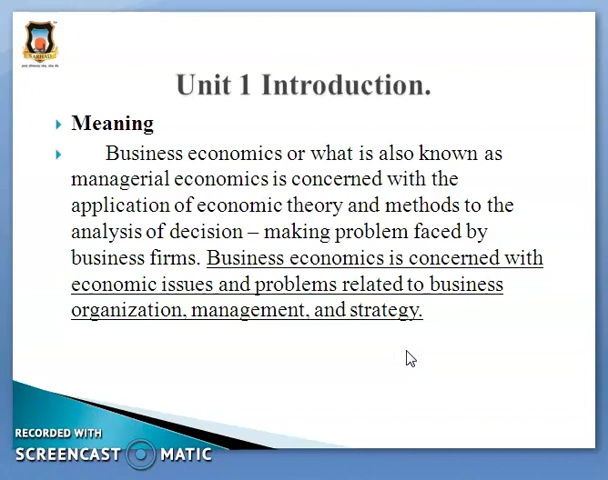 SARHAD
Unit 1 Introduction.
Meaning
Business economics or what is also known as
managerial economics is concerned with the
application of economic theory and methods to the
analysis of decision – making problem faced by
business firms. Business economics is concerned with
economic issues and problems related to business
organization, management, and strategy.
RECORDED WITH
SCREENCAST MATIC